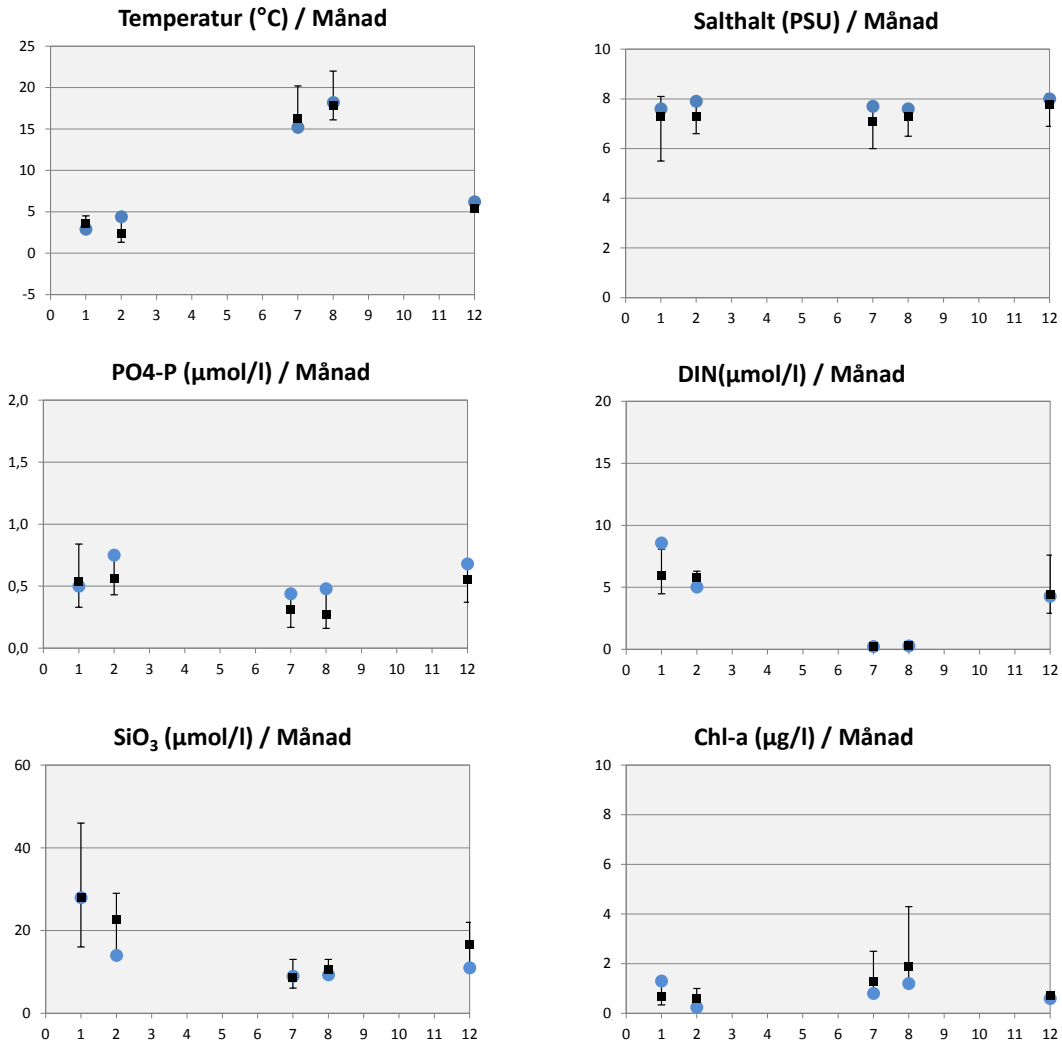 Temperatur (°C) / Månad
25
20
15
10
5
0
-5
0 1 2 3 4 5 6 7 8 9 10 11 12
Salthalt (PSU) / Månad
10
8
6
4
2
0
0 1 2 3 4 5 6 7 8 9 10 11 12
PO4-P (µmol/l) / Månad
2,0
1,5
1,0
0,5
0,0
0 1 2 3 4 5 6 7 8 9 10 11 12
DIN(µmol/l) / Månad
20
15
10
5
0
0 1 2 3 4 5 6 7 8 9 10 11 12
SiO₃ (µmol/l) / Månad
60
40
20
0
0 1 2 3 4 5 6 7 8 9 10 11 12
Chl-a (µg/l) / Månad
10
8
6
4
2
0
0 1 2 3 4 5 6 7 8 9 10 11 12